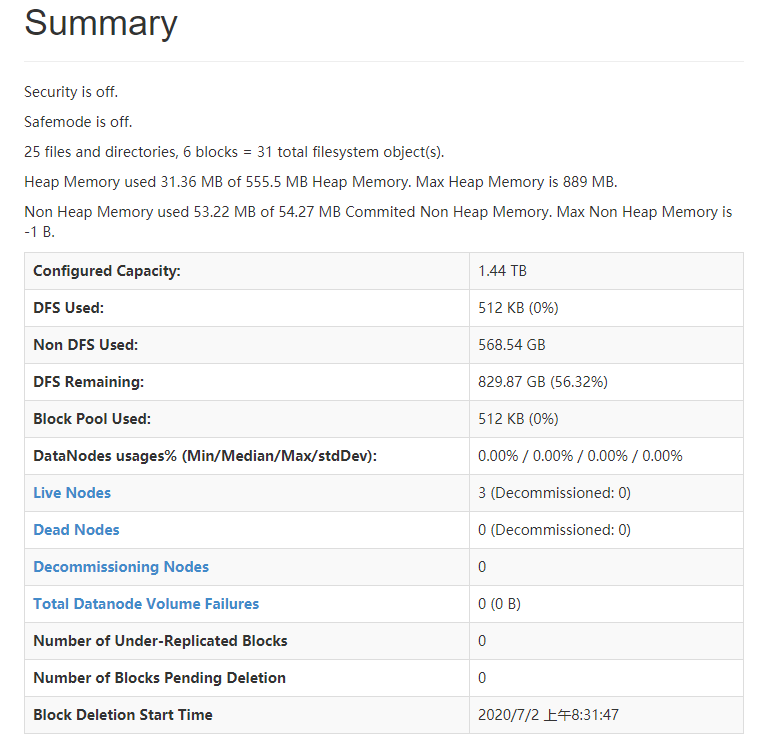 Summary
Security is off.
Safemode is off.
25 files and directories, 6 blocks = 31 total filesystem object(s).
Heap Memory used 31.36 MB of 555.5 MB Heap Memory. Max Heap Memory is 889 MB.
Non Heap Memory used 53.22 MB of 54.27 MB Commited Non Heap Memory. Max Non Heap Memory is
-1 B.
Configured Capacity: 1.44 TB
DFS Used: 512 KB (0%)
Non DFS Used: 568.54 GB
DFS Remaining: 829.87 GB (56.32%)
Block Pool Used: 512 KB (0%)
DataNodes usages% (Min/Median/Max/stdDev): 0.00% / 0.00% / 0.00% / 0.00%
Live Nodes 3 (Decommissioned: 0)
Dead Nodes 0 (Decommissioned: 0)
Decommissioning Nodes 0
Total Datanode Volume Failures 0 (0 B)
Number of Under-Replicated Blocks 0
Number of Blocks Pending Deletion 0
Block Deletion Start Time 2020/7/2 上午8:31:47